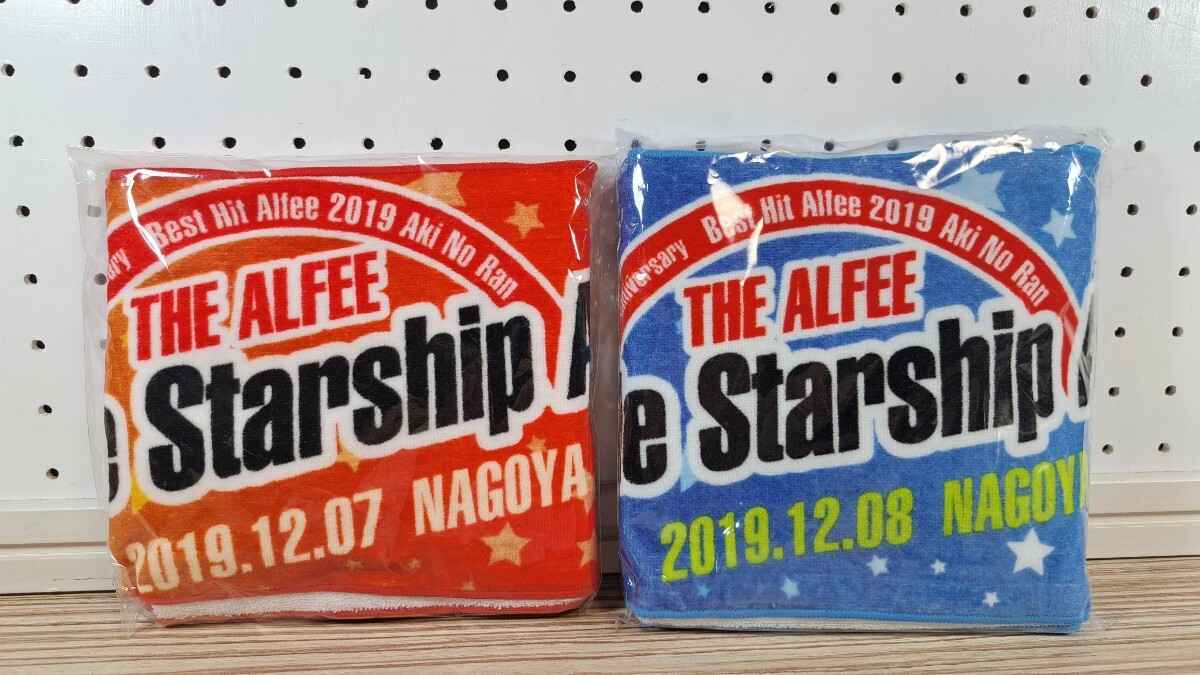 Best Hit Alfee 2019 Aki No Ran
THE ALFEE
e Starship A
2019.12.07 NAGOYA
Best Hit Alfee 2019 Aki No Ran
THE ALFEE
e Starship
2019.12.08 NAGOYA